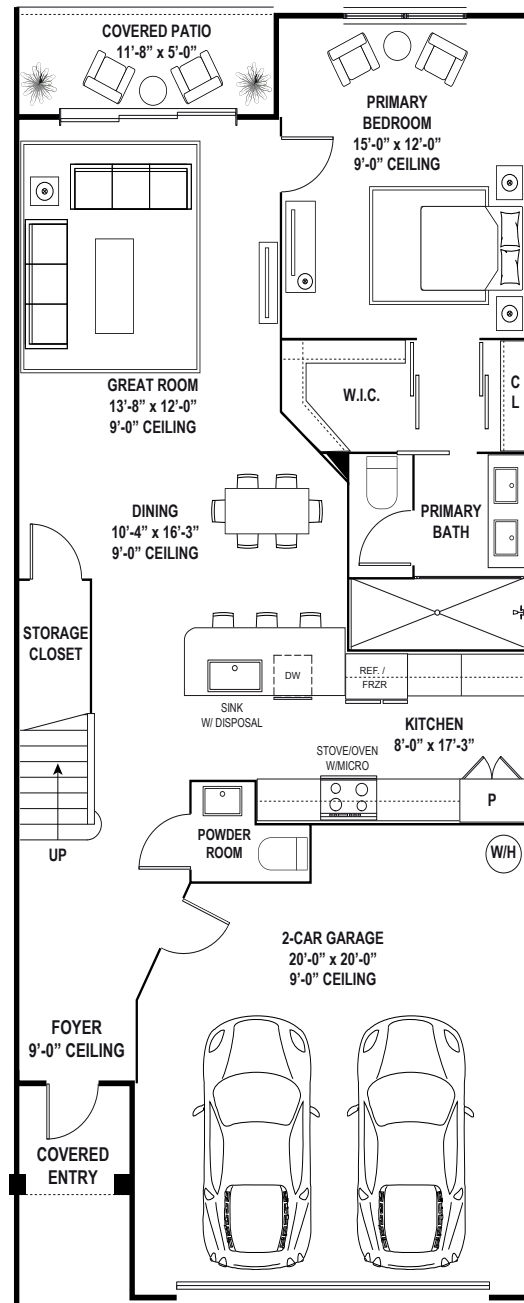 COVERED PATIO
11'-8” x 5'-0”
PRIMARY
BEDROOM
15'-0” x 12'-0”
9'-0” CEILING
GREAT ROOM
13'-8” x 12'-0”
9'-0” CEILING
W.I.C.
C
L
DINING
10'-4” x 16'-3”
9'-0” CEILING
PRIMARY
BATH
STORAGE
CLOSET
DW
REF. /
FRZR
SINK
W/ DISPOSAL
KITCHEN
8'-0” x 17'-3”
STOVE/OVEN
W/MICRO
P
UP
POWDER
ROOM
W/H
2-CAR GARAGE
20'-0” x 20'-0”
9'-0” CEILING
FOYER
9'-0” CEILING
COVERED
ENTRY